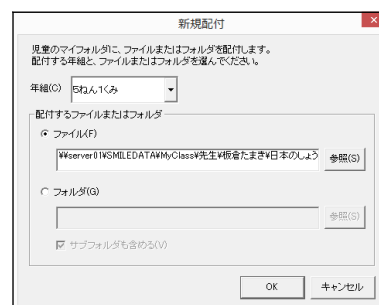 新規配付
児童のマイフォルダに、ファイルまたはフォルダを配付します。
配付する年組と、ファイルまたはフォルダを選んでください。
年組(C) 5ねん1くみ
配付するファイルまたはフォルダ
ファイル(F)
¥¥server01¥SMILEDATA¥MyClass¥先生¥板倉たまき¥日本のしょう 参照(S)
フォルダ(G)
参照(S)
サブフォルダも含める(V)
OK キャンセル